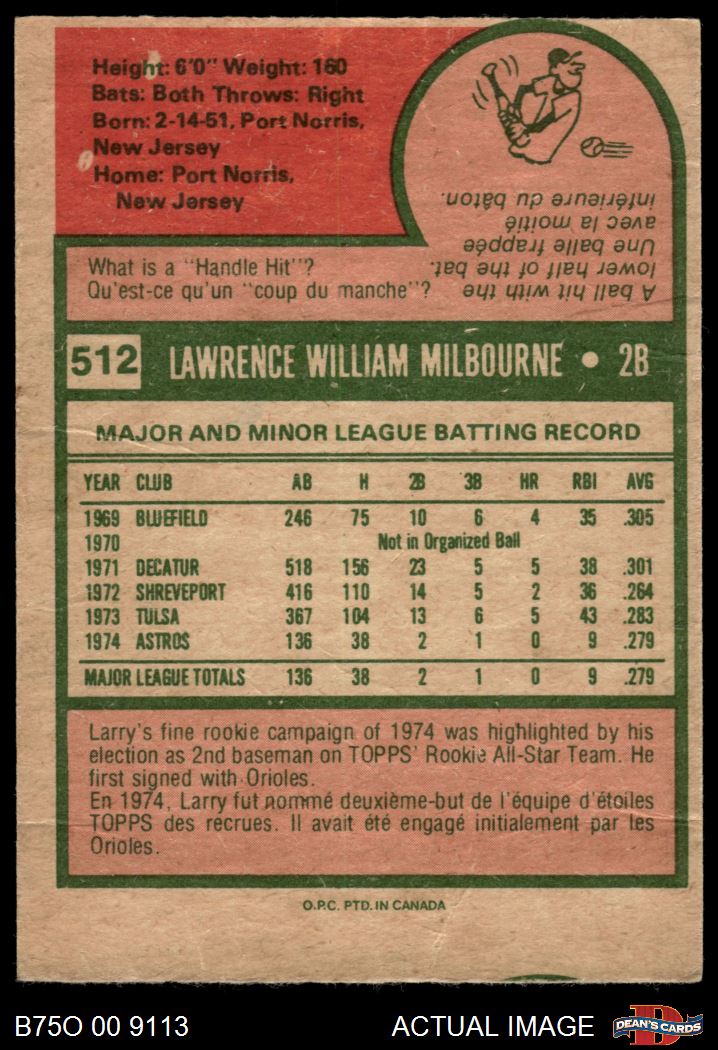 Height: 6'0" Weight: 160
Bats: Both Throws: Right
Born: 2-14-51, Port Norris,
New Jersey
Home: Port Norris,
New Jersey
What is a "Handle Hit"?
Qu'est-ce qu'un "coup du manche"?
A ball hit with the
lower half of the bat.
Une balle frappée
avec la moitié
inférieure du bâton.
512 LAWRENCE WILLIAM MILBOURNE • 2B
MAJOR AND MINOR LEAGUE BATTING RECORD
YEAR CLUB AB H 2B 3B HR RBI AVG
1969 BLUEFIELD 246 75 10 6 4 35 .305
1970 Not in Organized Ball
1971 DECATUR 518 156 23 5 5 38 .301
1972 SHREVEPORT 416 110 14 5 2 36 .264
1973 TULSA 367 104 13 6 5 43 .283
1974 ASTROS 136 38 2 1 0 9 .279
MAJOR LEAGUE TOTALS 136 38 2 1 0 9 .279
Larry's fine rookie campaign of 1974 was highlighted by his
election as 2nd baseman on TOPPS' Rookie All-Star Team. He
first signed with Orioles.
En 1974, Larry fut nommé deuxième-but de l'équipe d'étoiles
TOPPS des recrues. Il avait été engagé initialement par les
Orioles.
O.P.C. PTD. IN CANADA
B75O 00 9113
ACTUAL IMAGE
DEAN'S CARDS